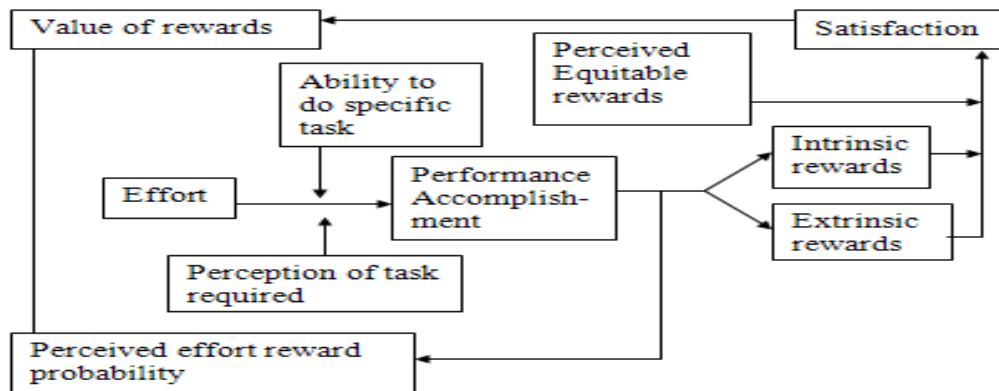 Value of rewards
Satisfaction
Perceived
Equitable
rewards
Ability to
do specific
task
Intrinsic
rewards
Performance
Accomplish-
ment
Effort
Extrinsic
rewards
Perception of task
required
Perceived effort reward
probability